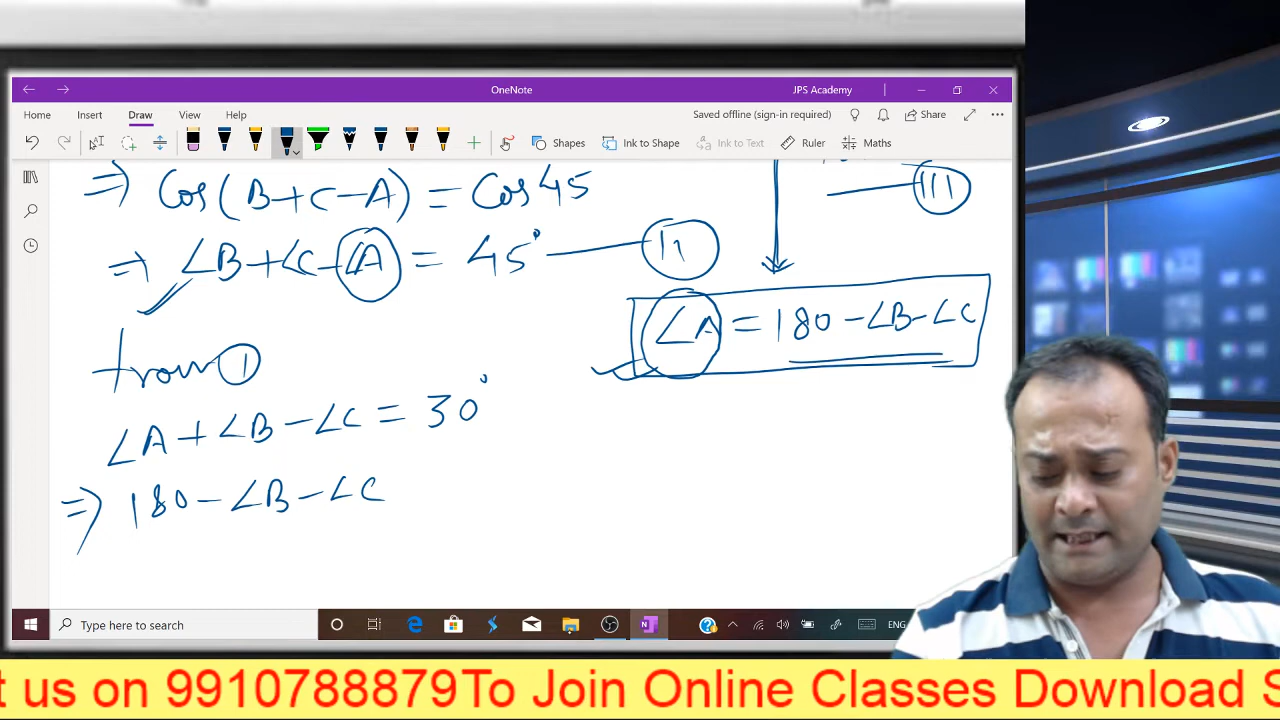 OneNote
JPS Academy
Home Insert Draw View Help
Saved offline (sign-in required)
Share
Shapes
Ink to Shape
Ink to Text
Ruler
Maths
⇒ Cos(B+C-A) = Cos45
III
⇒ ∠B+∠C-∠A = 45°
II
∠A = 180-∠B-∠C
from I
∠A+∠B-∠C = 30°
⇒ 180-∠B-∠C
Type here to search
ENG
t us on 9910788879To Join Online Classes Download S